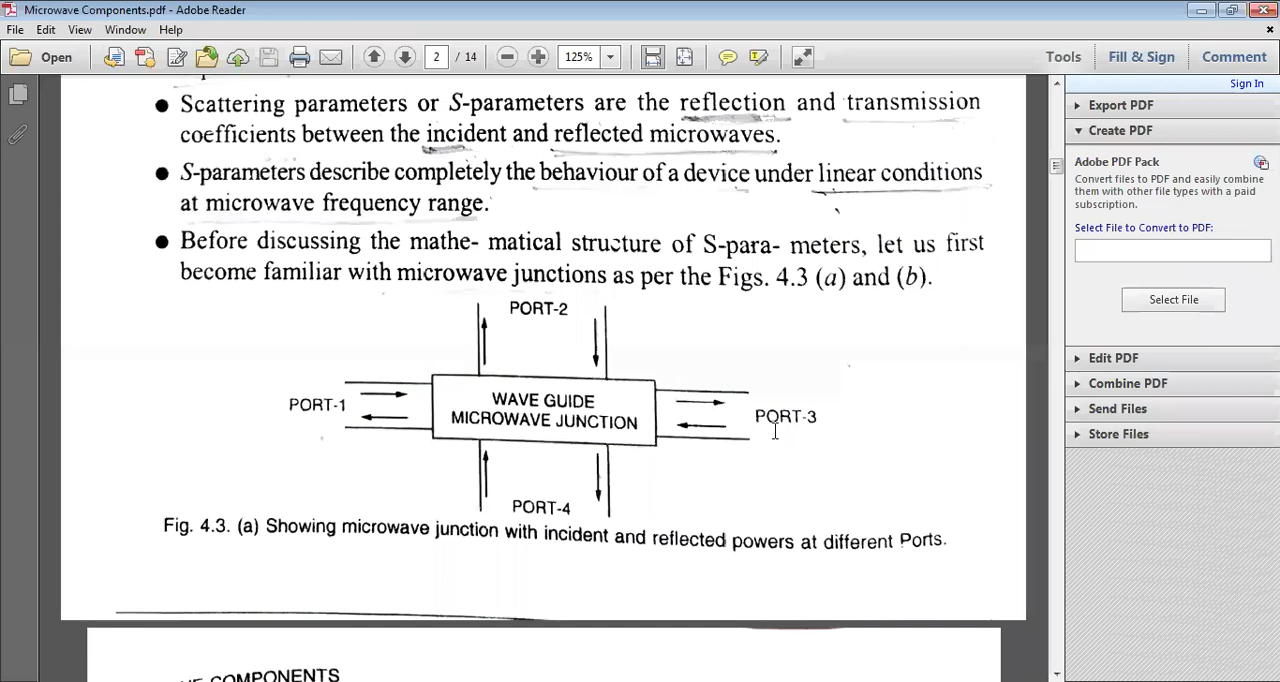 Microwave Components.pdf - Adobe Reader
File Edit View Window Help
Open 2 / 14 125% Tools Fill & Sign Comment
Sign In
● Scattering parameters or S-parameters are the reflection and transmission
coefficients between the incident and reflected microwaves.
● S-parameters describe completely the behaviour of a device under linear conditions
at microwave frequency range.
● Before discussing the mathe- matical structure of S-para- meters, let us first
become familiar with microwave junctions as per the Figs. 4.3 (a) and (b).
PORT-2
PORT-1
WAVE GUIDE
MICROWAVE JUNCTION
PORT-3
PORT-4
Fig. 4.3. (a) Showing microwave junction with incident and reflected powers at different Ports.
COMPONENTS
Export PDF
Create PDF
Adobe PDF Pack
Convert files to PDF and easily combine
them with other file types with a paid
subscription.
Select File to Convert to PDF:
Select File
Edit PDF
Combine PDF
Send Files
Store Files